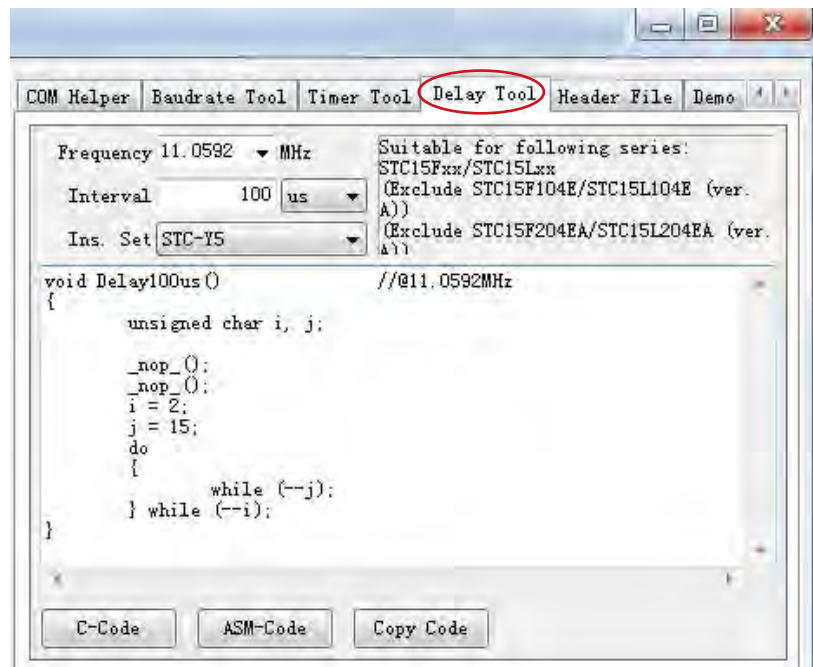 COM Helper Baudrate Tool Timer Tool Delay Tool Header File Demo
Frequency 11.0592 MHz
Interval 100 us
Ins. Set STC-Y5
Suitable for following series:
STC15Fxx/STC15Lxx
(Exclude STC15F104E/STC15L104E (ver.
A))
(Exclude STC15F204EA/STC15L204EA (ver.
A))
void Delay100us() //@11.0592MHz
{
unsigned char i, j;
_nop_();
_nop_();
i = 2;
j = 15;
do
{
while (--j);
} while (--i);
}
C-Code ASM-Code Copy Code